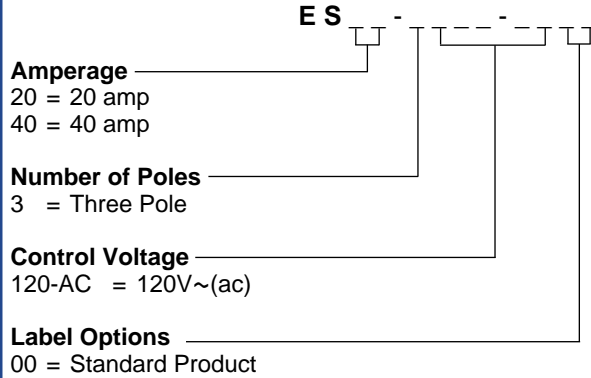 E S _ _ - _ _ _ _ - _ _ _ _
Amperage
20 = 20 amp
40 = 40 amp
Number of Poles
3 = Three Pole
Control Voltage
120-AC = 120V~(ac)
Label Options
00 = Standard Product